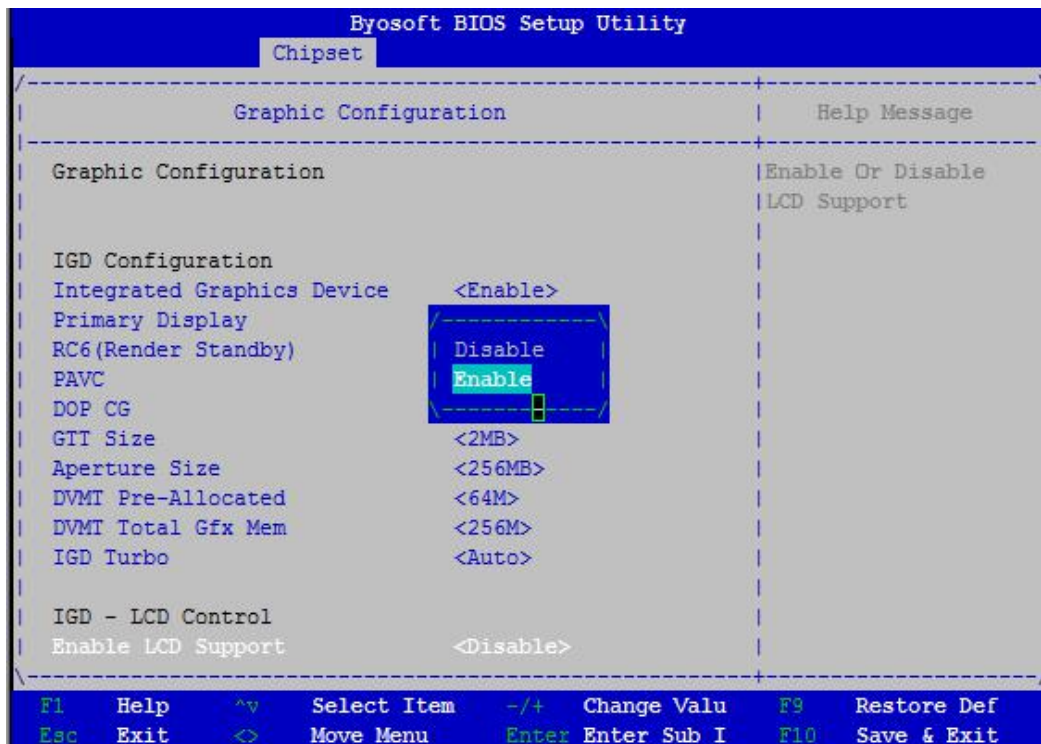 Byosoft BIOS Setup Utility
Chipset
Graphic Configuration
Help Message
Graphic Configuration
Enable Or Disable
LCD Support
IGD Configuration
Integrated Graphics Device <Enable>
Primary Display
RC6(Render Standby)
Disable
PAVC
Enable
DOP CG
GTT Size <2MB>
Aperture Size <256MB>
DVMT Pre-Allocated <64M>
DVMT Total Gfx Mem <256M>
IGD Turbo <Auto>
IGD - LCD Control
Enable LCD Support <Disable>
F1 Help ^v Select Item -/+ Change Valu F9 Restore Def
Esc Exit <> Move Menu Enter Enter Sub I F10 Save & Exit